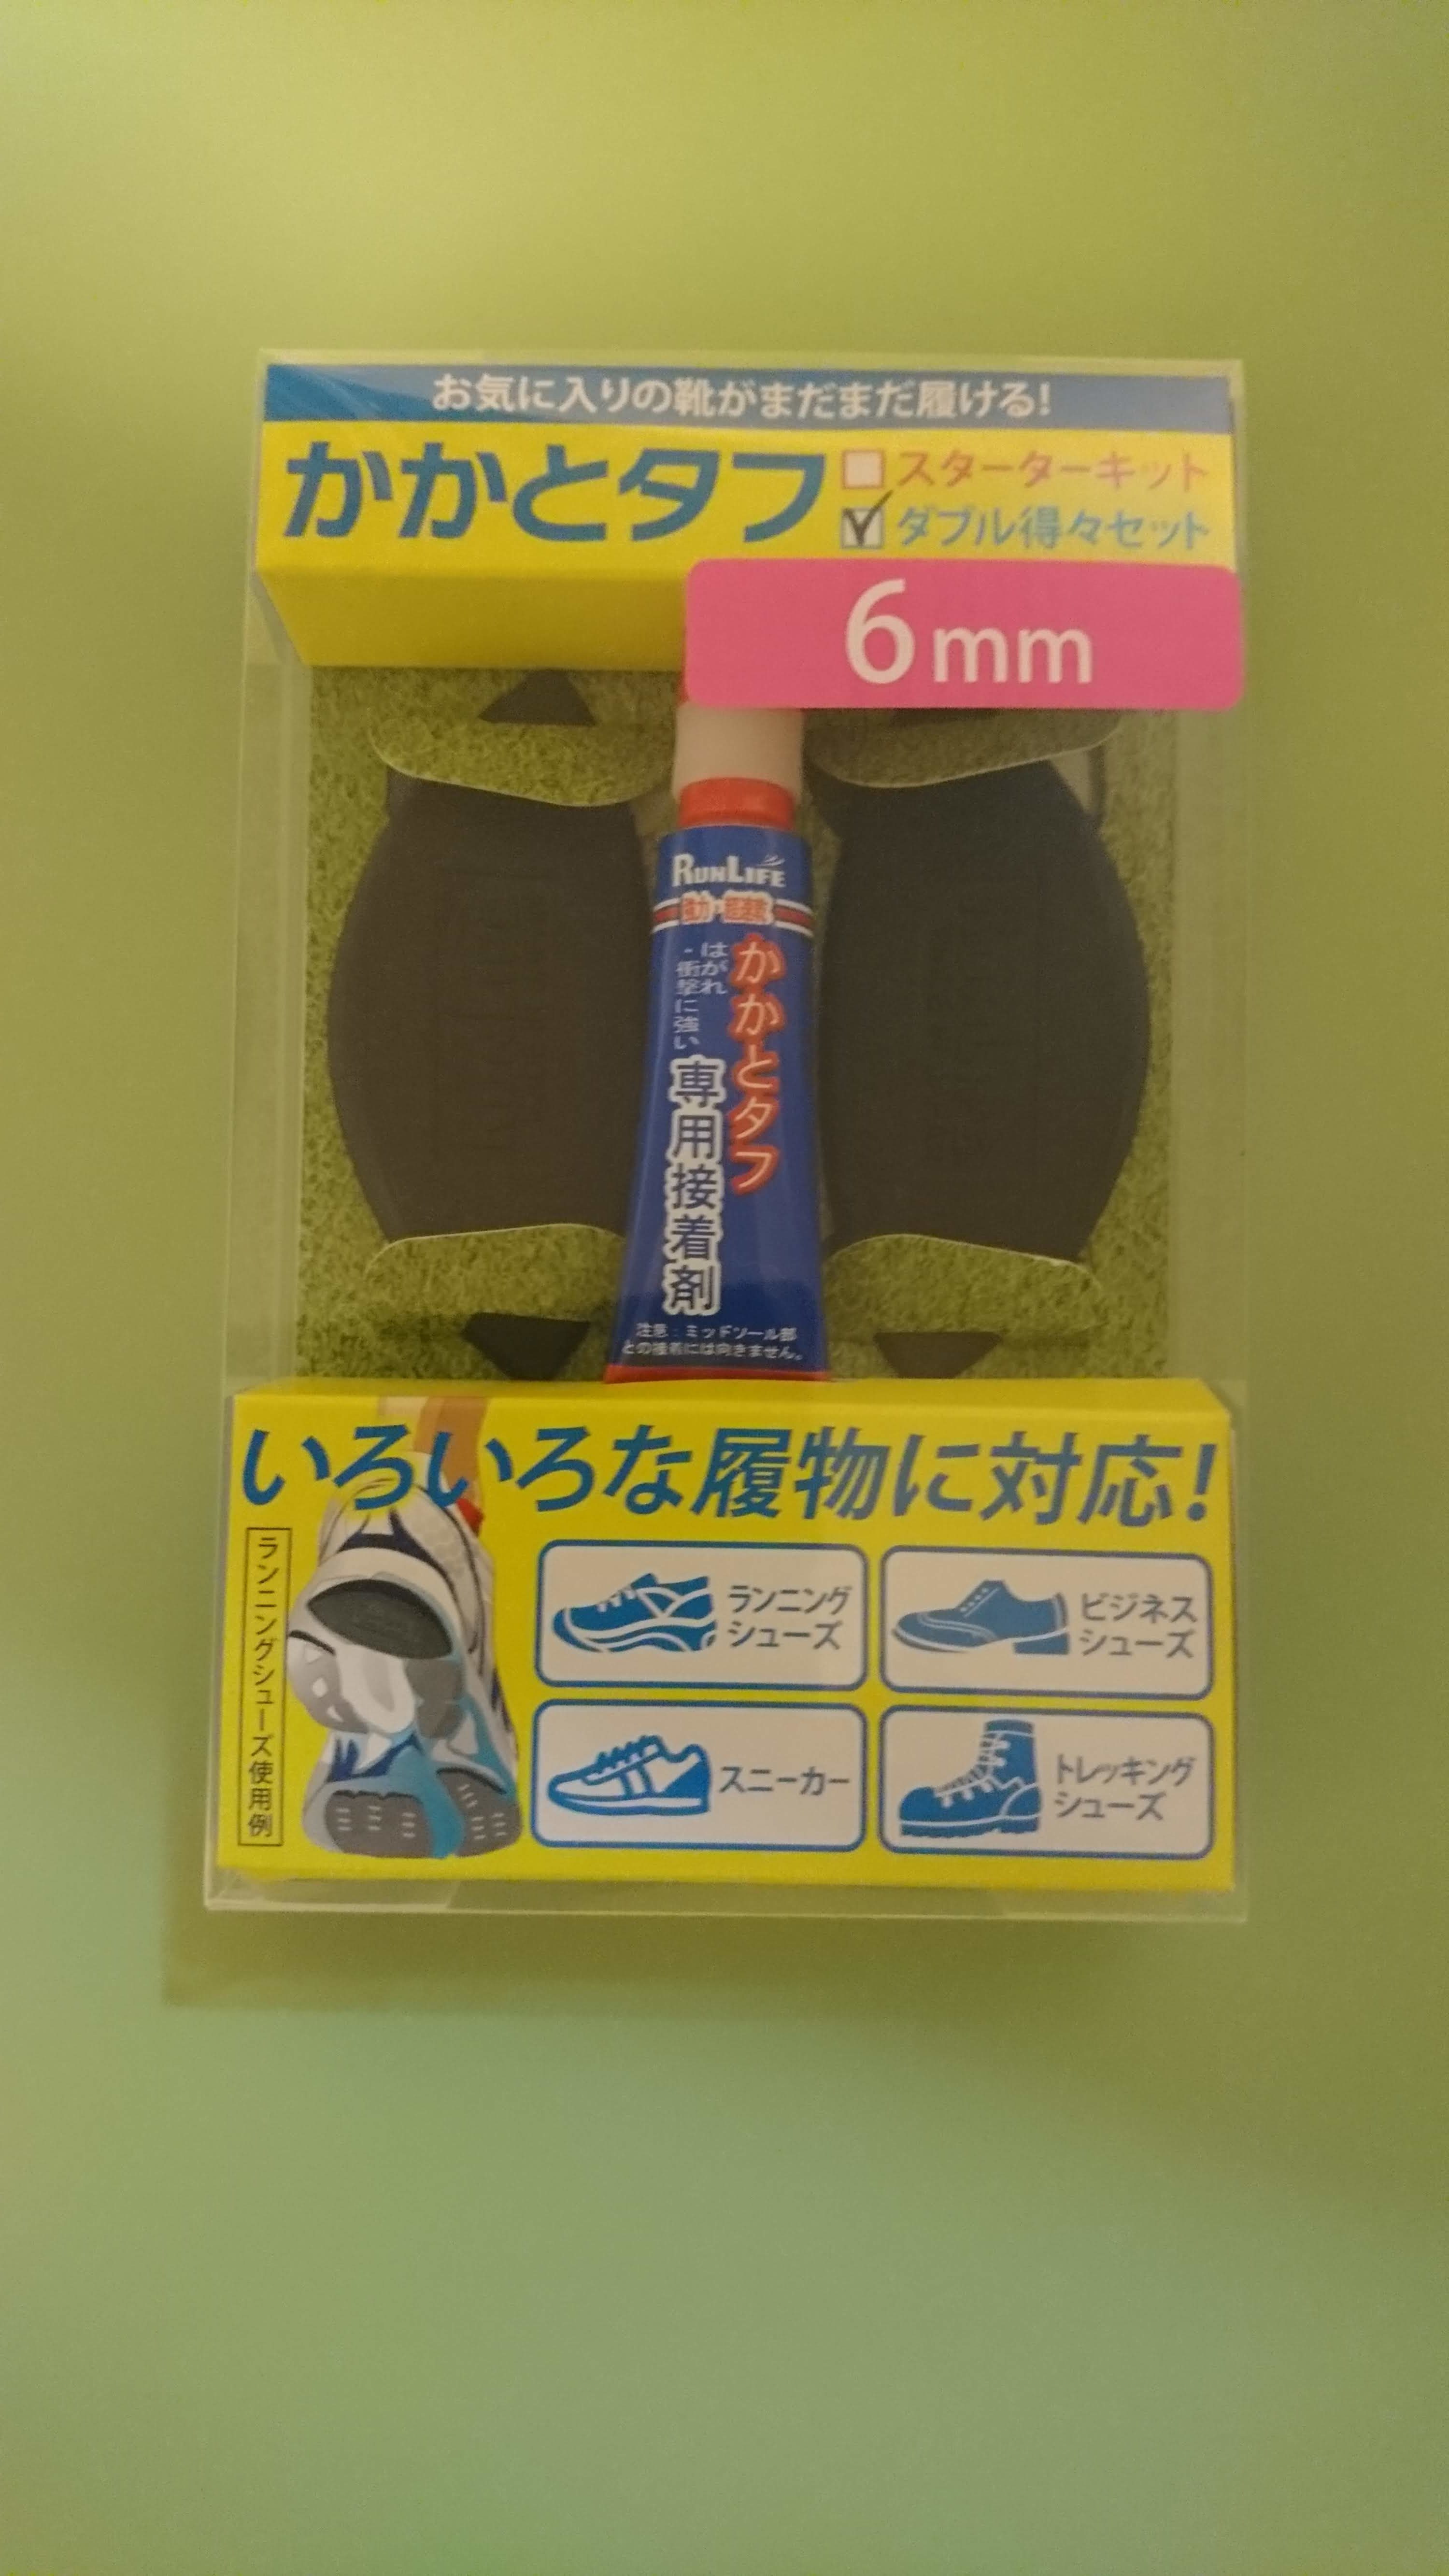 お気に入りの靴がまだまだ履ける!
かかとタフ
スターターキット
ダブル得々セット
6mm
RUNLIFE
かかとタフ
はがれ
・衝撃に強い
専用接着剤
注意:ミッドソール部
との接着には向きません。
いろいろな履物に対応!
ランニングシューズ使用例
ランニング
シューズ
ビジネス
シューズ
スニーカー
トレッキング
シューズ